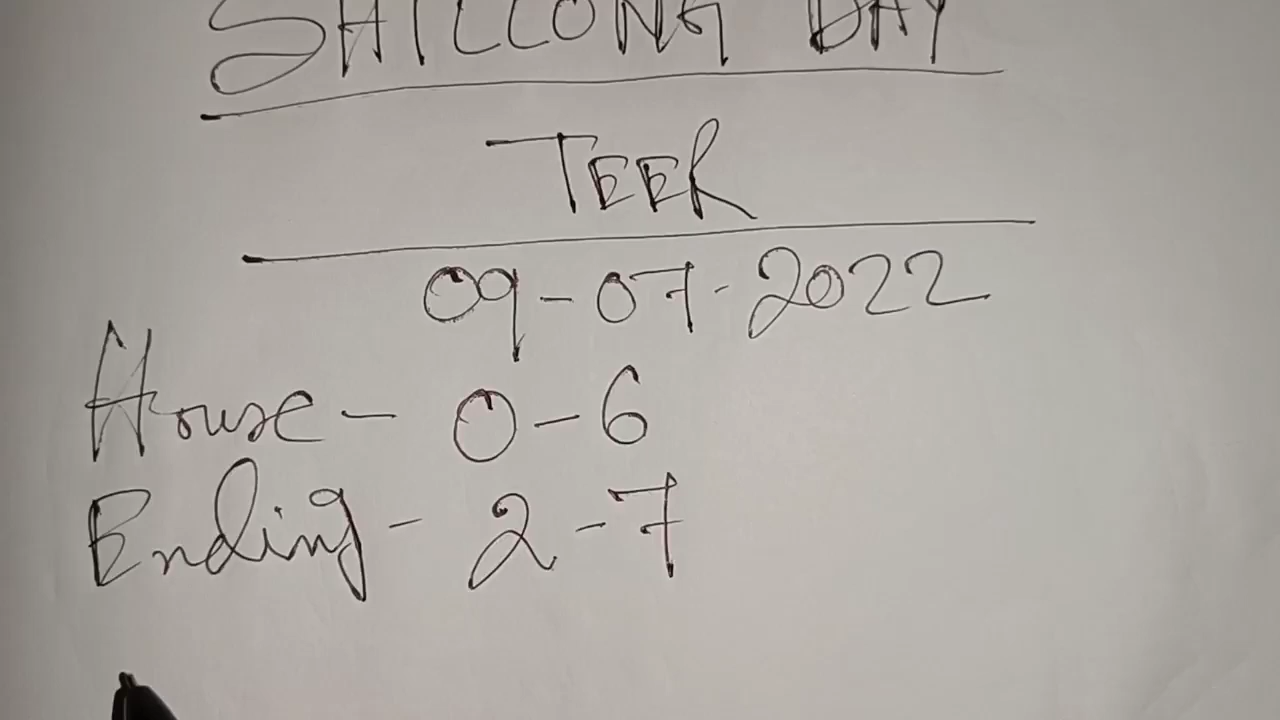 SHILLONG DAY
TEER
09-07-2022
House - 0-6
Ending - 2-7